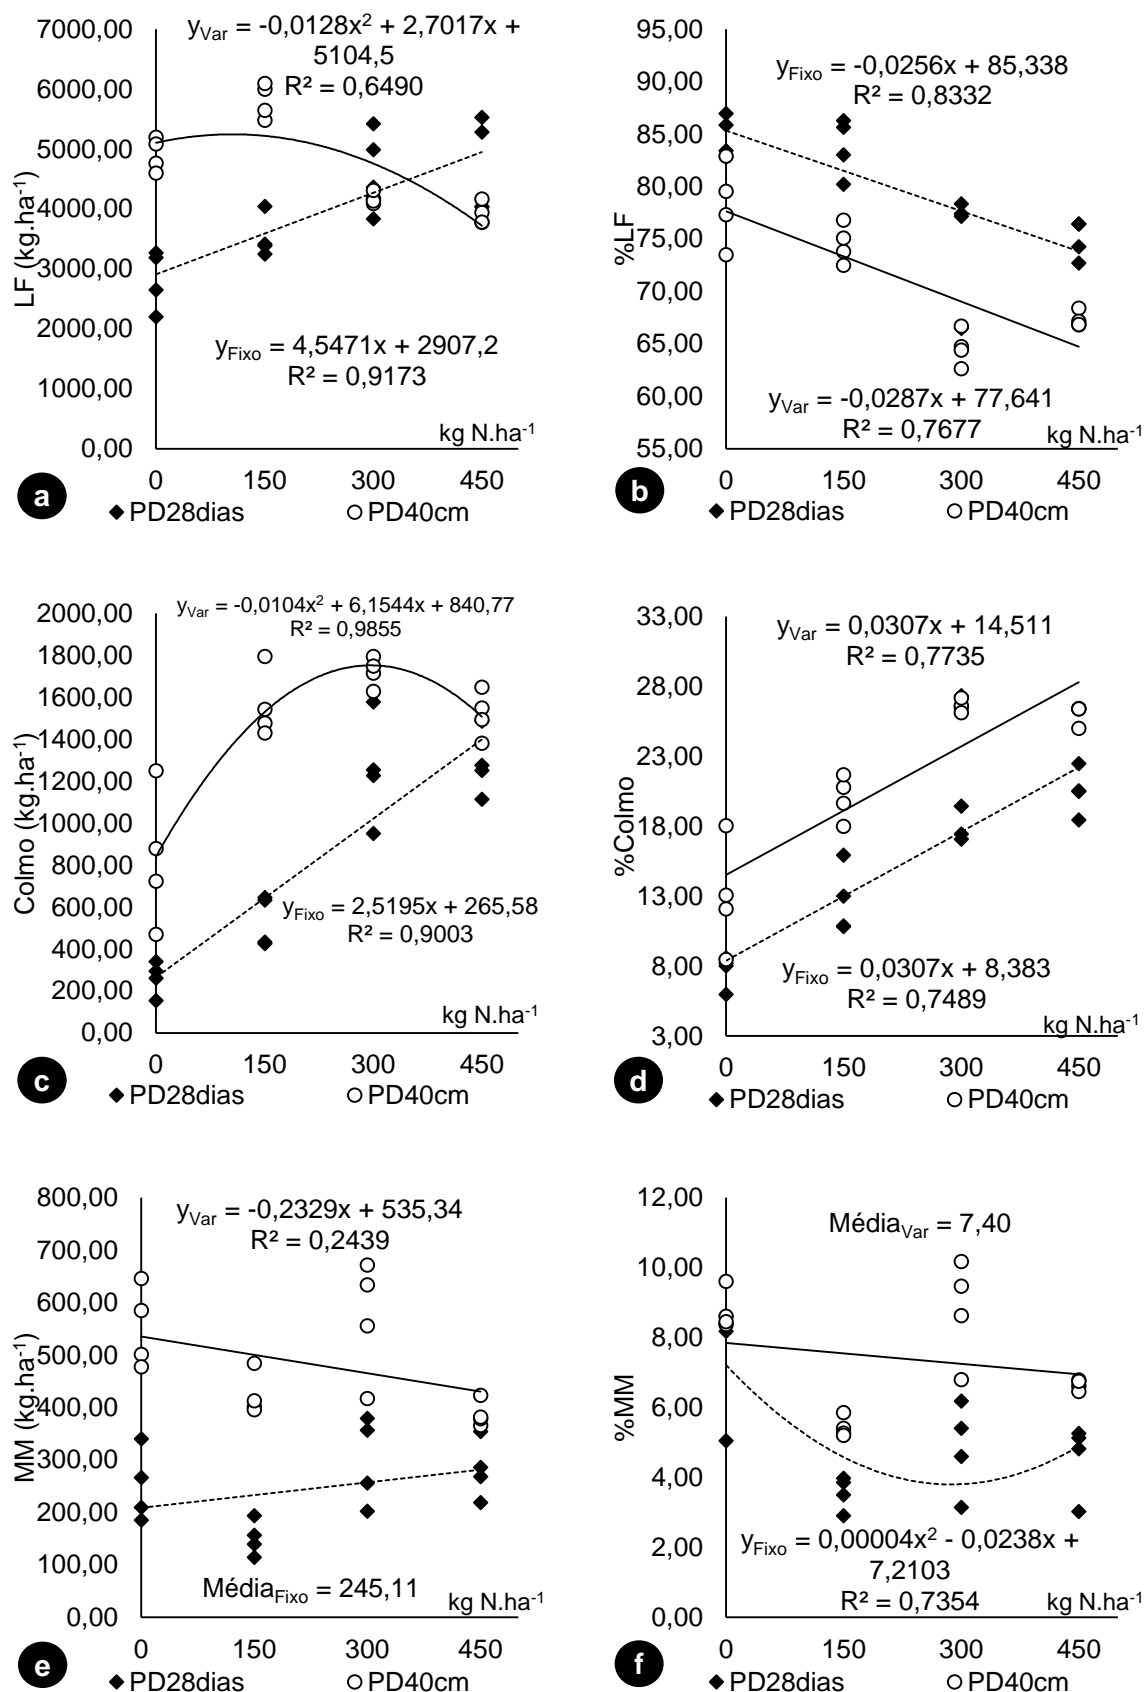 7000,00
6000,00
5000,00
4000,00
3000,00
2000,00
1000,00
0,00
LF (kg.ha⁻¹)
y_Var = -0,0128x² + 2,7017x +
5104,5
R² = 0,6490
y_Fixo = 4,5471x + 2907,2
R² = 0,9173
kg N.ha⁻¹
0 150 300 450
a
◆PD28dias ○PD40cm
95,00
90,00
85,00
80,00
75,00
70,00
65,00
60,00
55,00
%LF
y_Fixo = -0,0256x + 85,338
R² = 0,8332
y_Var = -0,0287x + 77,641
R² = 0,7677
kg N.ha⁻¹
0 150 300 450
b
◆PD28dias ○PD40cm
2000,00
1800,00
1600,00
1400,00
1200,00
1000,00
800,00
600,00
400,00
200,00
0,00
Colmo (kg.ha⁻¹)
y_Var = -0,0104x² + 6,1544x + 840,77
R² = 0,9855
y_Fixo = 2,5195x + 265,58
R² = 0,9003
kg N.ha⁻¹
0 150 300 450
c
◆PD28dias ○PD40cm
33,00
28,00
23,00
18,00
13,00
8,00
3,00
%Colmo
y_Var = 0,0307x + 14,511
R² = 0,7735
y_Fixo = 0,0307x + 8,383
R² = 0,7489
kg N.ha⁻¹
0 150 300 450
d
◆PD28dias ○PD40cm
800,00
700,00
600,00
500,00
400,00
300,00
200,00
100,00
0,00
MM (kg.ha⁻¹)
y_Var = -0,2329x + 535,34
R² = 0,2439
Média_Fixo = 245,11
kg N.ha⁻¹
0 150 300 450
e
◆PD28dias ○PD40cm
12,00
10,00
8,00
6,00
4,00
2,00
0,00
%MM
Média_Var = 7,40
y_Fixo = 0,00004x² - 0,0238x +
7,2103
R² = 0,7354
kg N.ha⁻¹
0 150 300 450
f
◆PD28dias ○PD40cm